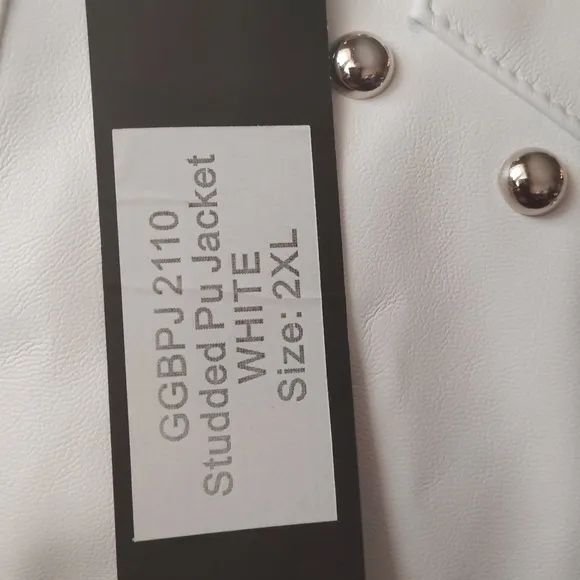 GGBPJ 2110
Studded Pu Jacket
WHITE
Size: 2XL